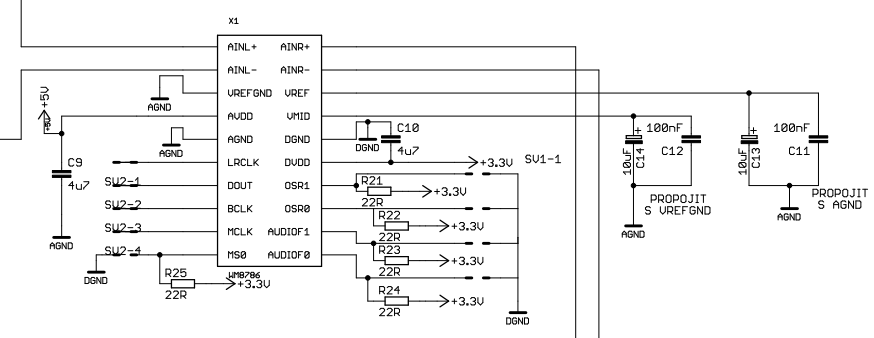 X1
AINL+ AINR+
AINL- AINR-
VREFGND VREF
AGND
+5V
+5V
AVDD VMID
AGND DGND
AGND
DGND
C10
4u7
LRCLK DVDD
+3.3V
SV1-1
C9
4u7
SV2-1
DOUT OSR1
R21
22R
+3.3V
SV2-2
BCLK OSR0
R22
22R
+3.3V
SV2-3
MCLK AUDIOF1
R23
22R
+3.3V
SV2-4
MS0 AUDIOF0
R24
22R
+3.3V
AGND
DGND
WM8786
R25
22R
+3.3V
DGND
100nF
C12
10uF
C14
PROPOJIT
S VREFGND
AGND
100nF
C11
10uF
C13
PROPOJIT
S AGND
AGND